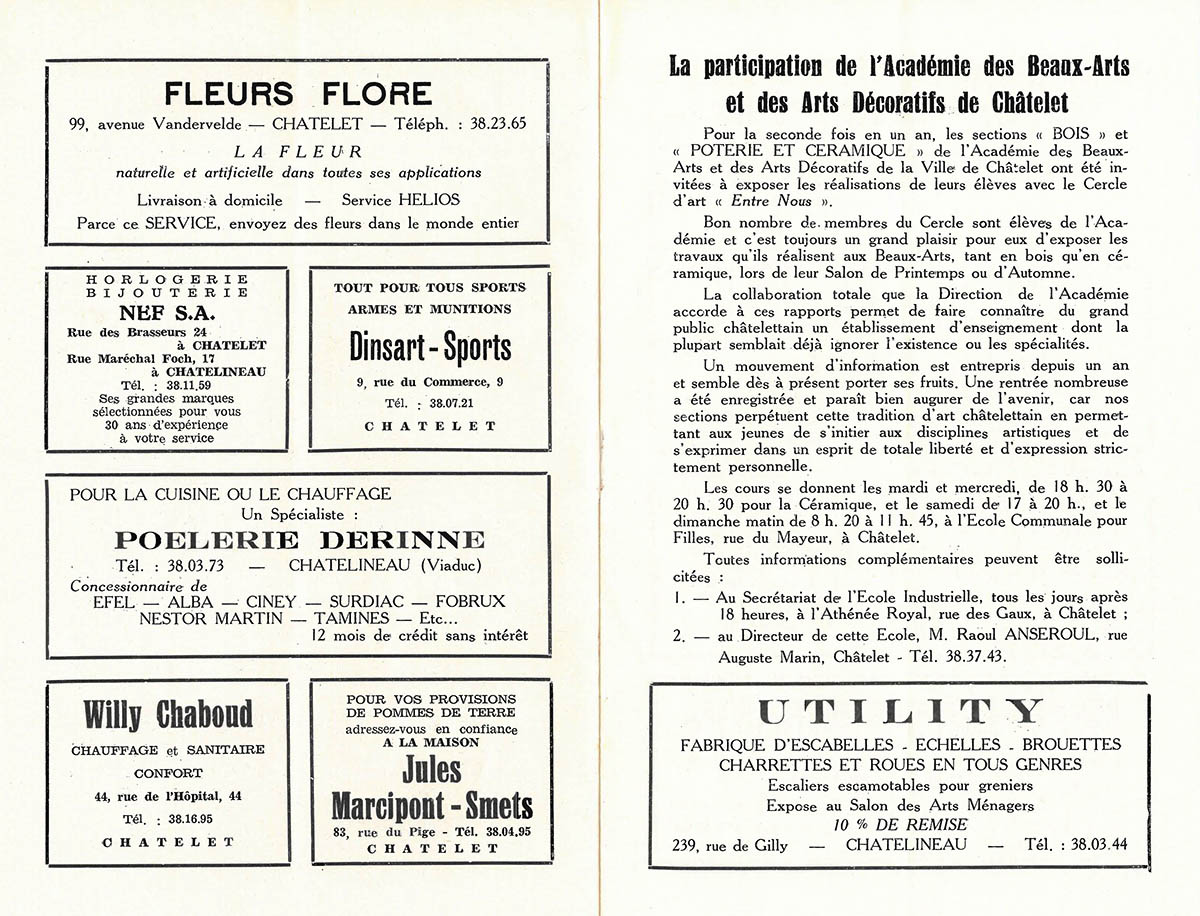 FLEURS FLORE
99, avenue Vandervelde — CHATELET — Téléph. : 38.23.65
LA FLEUR
naturelle et artificielle dans toutes ses applications
Livraison à domicile — Service HELIOS
Parce ce SERVICE, envoyez des fleurs dans le monde entier
HORLOGERIE
BIJOUTERIE
NEF S.A.
Rue des Brasseurs 24
à CHATELET
Rue Maréchal Foch, 17
à CHATELINEAU
Tél. : 38.11.59
Ses grandes marques
sélectionnées pour vous
30 ans d'expérience
à votre service
TOUT POUR TOUS SPORTS
ARMES ET MUNITIONS
Dinsart - Sports
9, rue du Commerce, 9
Tél. : 38.07.21
CHATELET
POUR LA CUISINE OU LE CHAUFFAGE
Un Spécialiste :
POELERIE DERINNE
Tél. : 38.03.73 — CHATELINEAU (Viaduc)
Concessionnaire de
EFEL — ALBA — CINEY — SURDIAC — FOBRUX
NESTOR MARTIN — TAMINES — Etc...
12 mois de crédit sans intérêt
Willy Chaboud
CHAUFFAGE et SANITAIRE
CONFORT
44, rue de l'Hôpital, 44
Tél. : 38.16.95
CHATELET
POUR VOS PROVISIONS
DE POMMES DE TERRE
adressez-vous en confiance
A LA MAISON
Jules
Marcipont - Smets
83, rue du Pige - Tél. 38.04.95
CHATELET
La participation de l'Académie des Beaux-Arts
et des Arts Décoratifs de Châtelet
Pour la seconde fois en un an, les sections « BOIS » et
« POTERIE ET CERAMIQUE » de l'Académie des Beaux-
Arts et des Arts Décoratifs de la Ville de Châtelet ont été in-
vitées à exposer les réalisations de leurs élèves avec le Cercle
d'art « Entre Nous ».
Bon nombre de membres du Cercle sont élèves de l'Aca-
démie et c'est toujours un grand plaisir pour eux d'exposer les
travaux qu'ils réalisent aux Beaux-Arts, tant en bois qu'en cé-
ramique, lors de leur Salon de Printemps ou d'Automne.
La collaboration totale que la Direction de l'Académie
accorde à ces rapports permet de faire connaître du grand
public châtelettain un établissement d'enseignement dont la
plupart semblait déjà ignorer l'existence ou les spécialités.
Un mouvement d'information est entrepris depuis un an
et semble dès à présent porter ses fruits. Une rentrée nombreuse
a été enregistrée et paraît bien augurer de l'avenir, car nos
sections perpétuent cette tradition d'art châtelettain en permet-
tant aux jeunes de s'initier aux disciplines artistiques et de
s'exprimer dans un esprit de totale liberté et d'expression stric-
tement personnelle.
Les cours se donnent les mardi et mercredi, de 18 h. 30 à
20 h. 30 pour la Céramique, et le samedi de 17 à 20 h., et le
dimanche matin de 8 h. 20 à 11 h. 45, à l'Ecole Communale pour
Filles, rue du Mayeur, à Châtelet.
Toutes informations complémentaires peuvent être solli-
citées :
1. — Au Secrétariat de l'Ecole Industrielle, tous les jours après
18 heures, à l'Athénée Royal, rue des Gaux, à Châtelet ;
2. — au Directeur de cette Ecole, M. Raoul ANSEROUL, rue
Auguste Marin, Châtelet - Tél. 38.37.43.
UTILITY
FABRIQUE D'ESCABELLES - ECHELLES - BROUETTES
CHARRETTES ET ROUES EN TOUS GENRES
Escaliers escamotables pour greniers
Expose au Salon des Arts Ménagers
10 % DE REMISE
239, rue de Gilly — CHATELINEAU — Tél. : 38.03.44